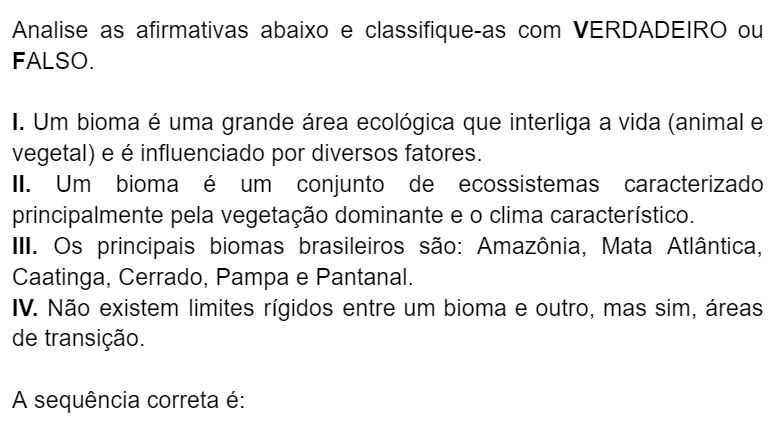 Analise as afirmativas abaixo e classifique-as com VERDADEIRO ou
FALSO.
I. Um bioma é uma grande área ecológica que interliga a vida (animal e
vegetal) e é influenciado por diversos fatores.
II. Um bioma é um conjunto de ecossistemas caracterizado
principalmente pela vegetação dominante e o clima característico.
III. Os principais biomas brasileiros são: Amazônia, Mata Atlântica,
Caatinga, Cerrado, Pampa e Pantanal.
IV. Não existem limites rígidos entre um bioma e outro, mas sim, áreas
de transição.
A sequência correta é: